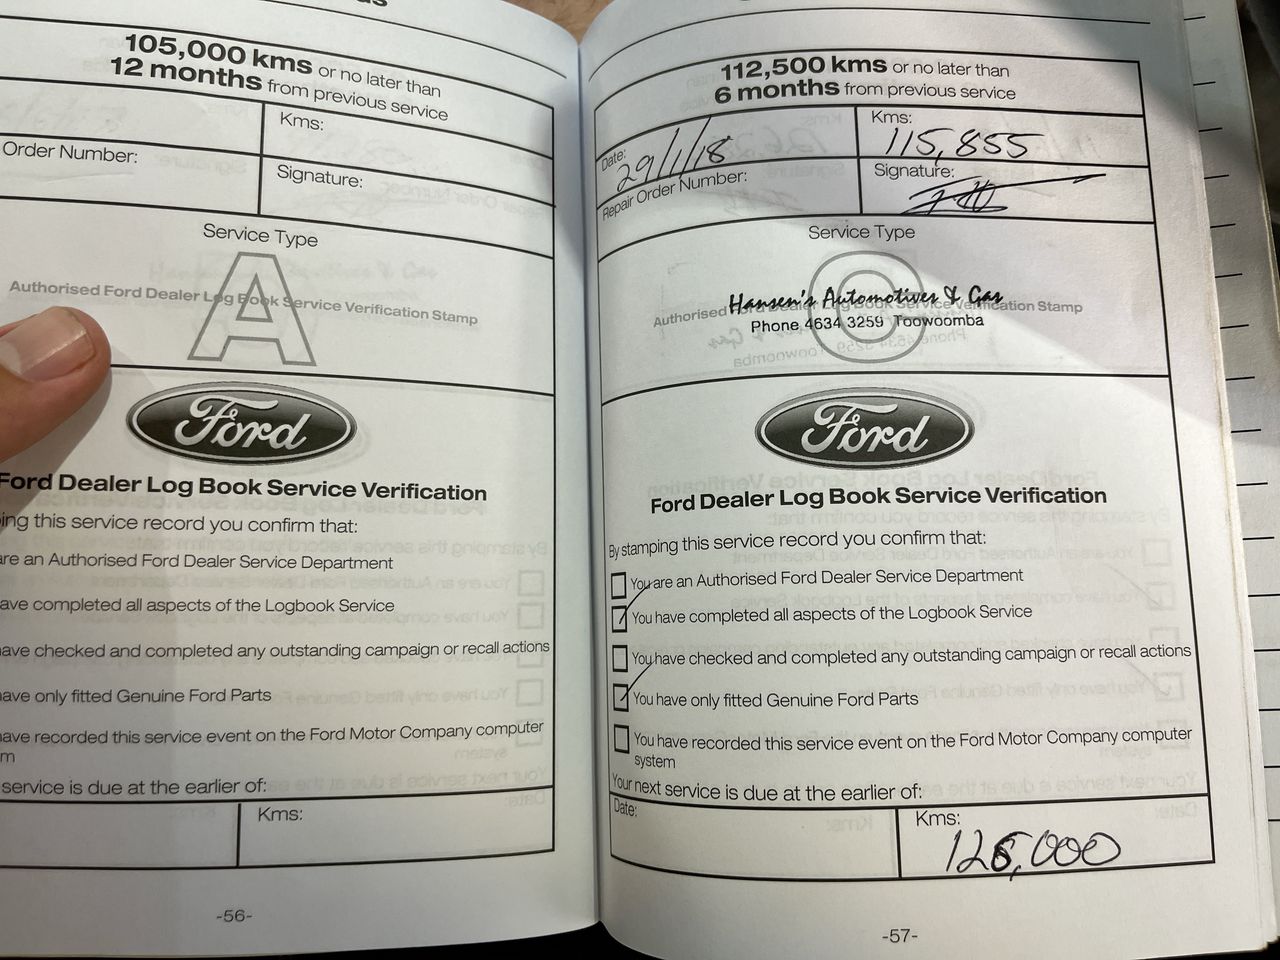 105,000 kms or no later than
12 months from previous service
Kms:
Order Number:
Signature:
Service Type
A
Authorised Ford Dealer Log Book Service Verification Stamp
Ford
Ford Dealer Log Book Service Verification
ing this service record you confirm that:
are an Authorised Ford Dealer Service Department
ave completed all aspects of the Logbook Service
ave checked and completed any outstanding campaign or recall actions
ave only fitted Genuine Ford Parts
ave recorded this service event on the Ford Motor Company computer
m
service is due at the earlier of:
Kms:
-56-
112,500 kms or no later than
6 months from previous service
Date: 29/1/18
Kms: 115,855
Repair Order Number:
Signature:
Service Type
C
Authorised Ford Dealer Log Book Service Verification Stamp
Hansen's Automotives & Gas
Phone 4634 3259 Toowoomba
Ford
Ford Dealer Log Book Service Verification
By stamping this service record you confirm that:
You are an Authorised Ford Dealer Service Department
You have completed all aspects of the Logbook Service
You have checked and completed any outstanding campaign or recall actions
You have only fitted Genuine Ford Parts
You have recorded this service event on the Ford Motor Company computer
system
Your next service is due at the earlier of:
Date:
Kms:
-57-